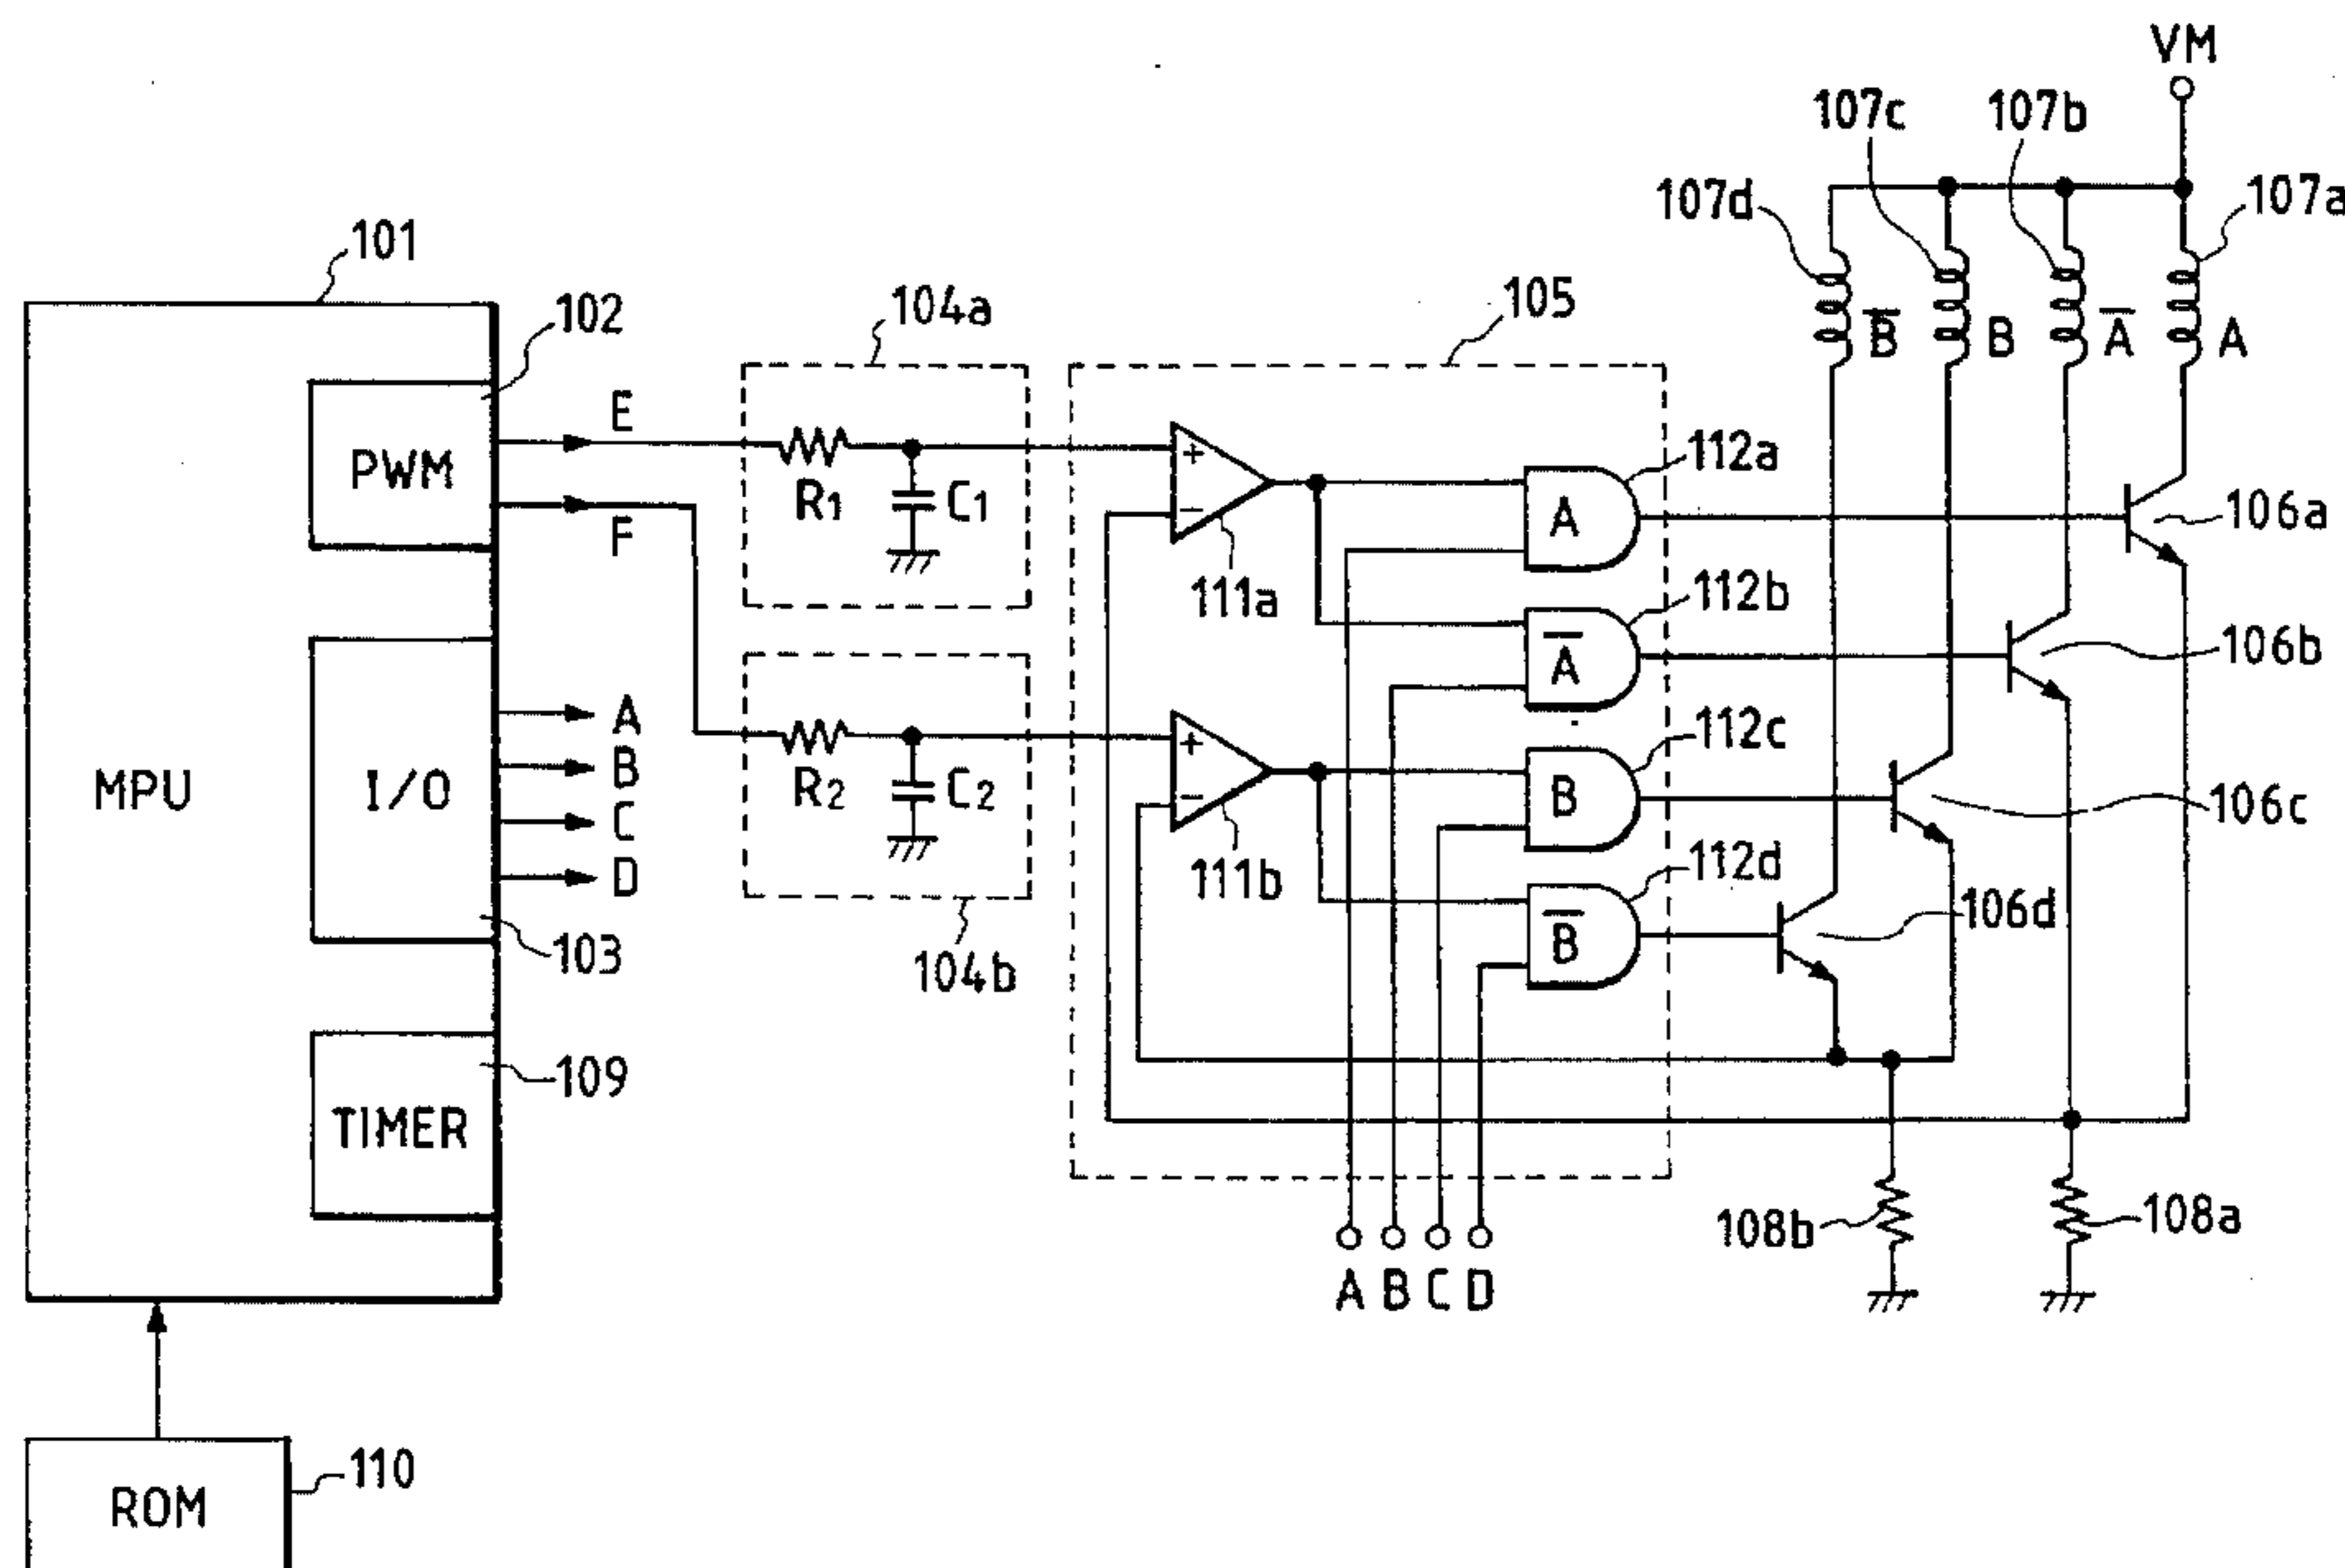 VM
107c 107b
107d 107a
101
102 104a 105
B̅ B A̅ A
E
PWM R1 C1 + − 112a
A 106a
F
111a 112b
A̅ 106b
A
B
C
D
MPU I/O R2 C2 + − 112c
B 106c
111b 112d
B̅ 106d
103 104b
109
TIMER
108b 108a
A B C D
110
ROM